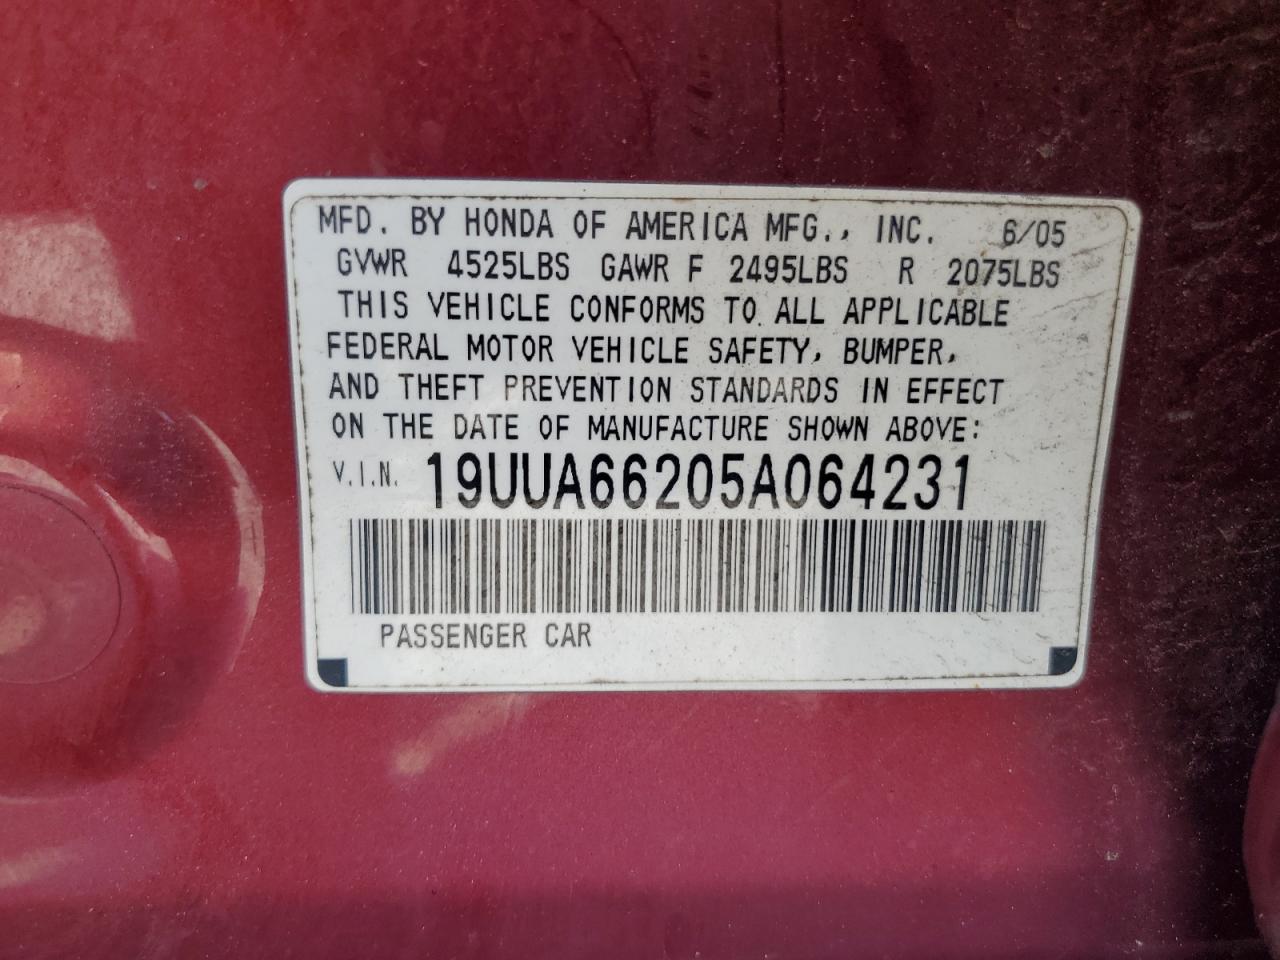 MFD. BY HONDA OF AMERICA MFG., INC. 6/05
GVWR 4525LBS GAWR F 2495LBS R 2075LBS
THIS VEHICLE CONFORMS TO ALL APPLICABLE
FEDERAL MOTOR VEHICLE SAFETY, BUMPER,
AND THEFT PREVENTION STANDARDS IN EFFECT
ON THE DATE OF MANUFACTURE SHOWN ABOVE:
V.I.N. 19UUA66205A064231
PASSENGER CAR